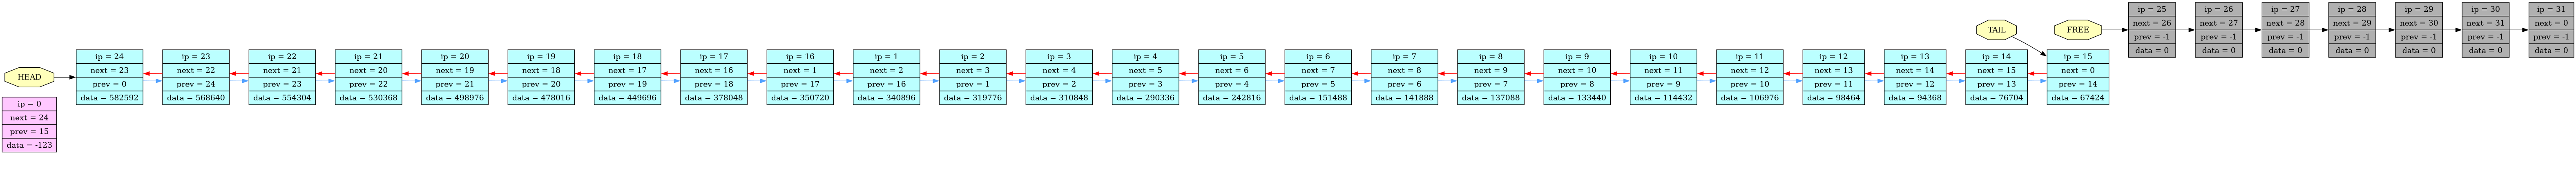 HEAD
ip = 0
next = 24
prev = 15
data = -123
ip = 24
next = 23
prev = 0
data = 582592
ip = 23
next = 22
prev = 24
data = 568640
ip = 22
next = 21
prev = 23
data = 554304
ip = 21
next = 20
prev = 22
data = 530368
ip = 20
next = 19
prev = 21
data = 498976
ip = 19
next = 18
prev = 20
data = 478016
ip = 18
next = 17
prev = 19
data = 449696
ip = 17
next = 16
prev = 18
data = 378048
ip = 16
next = 1
prev = 17
data = 350720
ip = 1
next = 2
prev = 16
data = 340896
ip = 2
next = 3
prev = 1
data = 319776
ip = 3
next = 4
prev = 2
data = 310848
ip = 4
next = 5
prev = 3
data = 290336
ip = 5
next = 6
prev = 4
data = 242816
ip = 6
next = 7
prev = 5
data = 151488
ip = 7
next = 8
prev = 6
data = 141888
ip = 8
next = 9
prev = 7
data = 137088
ip = 9
next = 10
prev = 8
data = 133440
ip = 10
next = 11
prev = 9
data = 114432
ip = 11
next = 12
prev = 10
data = 106976
ip = 12
next = 13
prev = 11
data = 98464
ip = 13
next = 14
prev = 12
data = 94368
ip = 14
next = 15
prev = 13
data = 76704
TAIL
ip = 15
next = 0
prev = 14
data = 67424
FREE
ip = 25
next = 26
prev = -1
data = 0
ip = 26
next = 27
prev = -1
data = 0
ip = 27
next = 28
prev = -1
data = 0
ip = 28
next = 29
prev = -1
data = 0
ip = 29
next = 30
prev = -1
data = 0
ip = 30
next = 31
prev = -1
data = 0
ip = 31
next = 0
prev = -1
data = 0